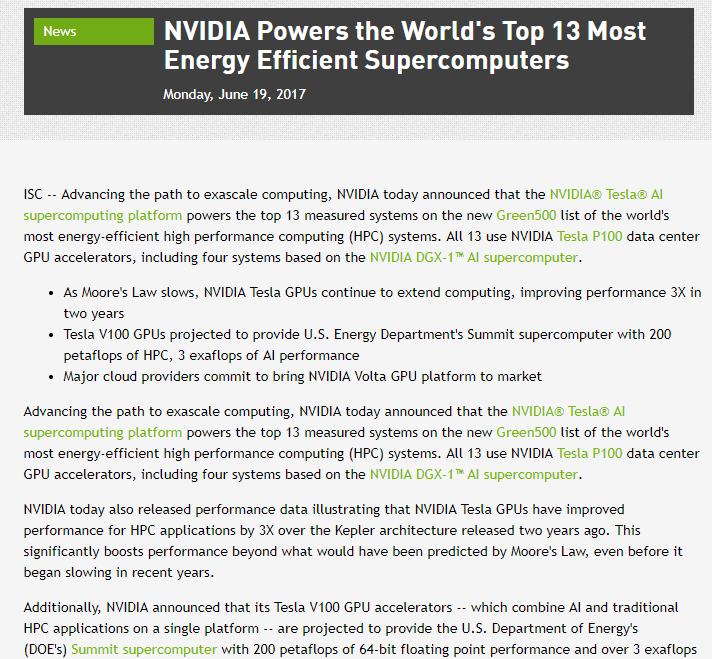 News
NVIDIA Powers the World's Top 13 Most
Energy Efficient Supercomputers
Monday, June 19, 2017
ISC -- Advancing the path to exascale computing, NVIDIA today announced that the NVIDIA® Tesla® AI
supercomputing platform powers the top 13 measured systems on the new Green500 list of the world's
most energy-efficient high performance computing (HPC) systems. All 13 use NVIDIA Tesla P100 data center
GPU accelerators, including four systems based on the NVIDIA DGX-1™ AI supercomputer.
• As Moore's Law slows, NVIDIA Tesla GPUs continue to extend computing, improving performance 3X in
two years
• Tesla V100 GPUs projected to provide U.S. Energy Department's Summit supercomputer with 200
petaflops of HPC, 3 exaflops of AI performance
• Major cloud providers commit to bring NVIDIA Volta GPU platform to market
Advancing the path to exascale computing, NVIDIA today announced that the NVIDIA® Tesla® AI
supercomputing platform powers the top 13 measured systems on the new Green500 list of the world's
most energy-efficient high performance computing (HPC) systems. All 13 use NVIDIA Tesla P100 data center
GPU accelerators, including four systems based on the NVIDIA DGX-1™ AI supercomputer.
NVIDIA today also released performance data illustrating that NVIDIA Tesla GPUs have improved
performance for HPC applications by 3X over the Kepler architecture released two years ago. This
significantly boosts performance beyond what would have been predicted by Moore's Law, even before it
began slowing in recent years.
Additionally, NVIDIA announced that its Tesla V100 GPU accelerators -- which combine AI and traditional
HPC applications on a single platform -- are projected to provide the U.S. Department of Energy's
(DOE's) Summit supercomputer with 200 petaflops of 64-bit floating point performance and over 3 exaflops